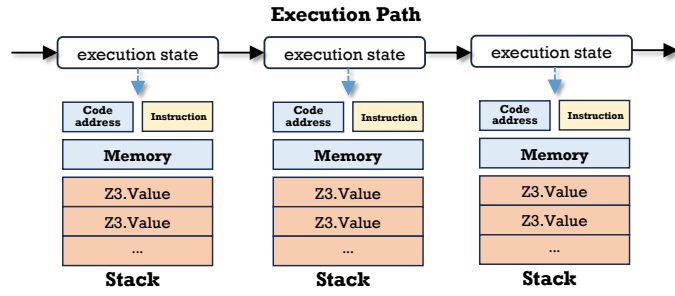 Execution Path
execution state
execution state
execution state
Code
address
Instruction
Memory
Z3.Value
Z3.Value
...
Stack
Code
address
Instruction
Memory
Z3.Value
Z3.Value
...
Stack
Code
address
Instruction
Memory
Z3.Value
Z3.Value
...
Stack